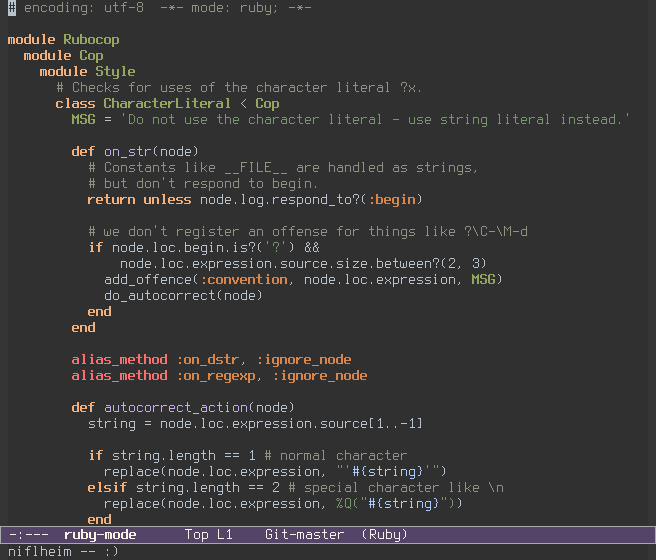 # encoding: utf-8  -*- mode: ruby; -*-

module Rubocop
  module Cop
    module Style
      # Checks for uses of the character literal ?x.
      class CharacterLiteral < Cop
        MSG = 'Do not use the character literal - use string literal instead.'

        def on_str(node)
          # Constants like __FILE__ are handled as strings,
          # but don't respond to begin.
          return unless node.log.respond_to?(:begin)

          # we don't register an offense for things like ?\C-\M-d
          if node.loc.begin.is?('?') &&
              node.loc.expression.source.size.between?(2, 3)
            add_offence(:convention, node.loc.expression, MSG)
            do_autocorrect(node)
          end
        end

        alias_method :on_dstr, :ignore_node
        alias_method :on_regexp, :ignore_node

        def autocorrect_action(node)
          string = node.loc.expression.source[1..-1]

          if string.length == 1 # normal character
            replace(node.loc.expression, "'#{string}'")
          elsif string.length == 2 # special character like \n
            replace(node.loc.expression, %Q("#{string}"))
          end
-:---  ruby-mode      Top L1    Git-master  (Ruby)
niflheim -- :)